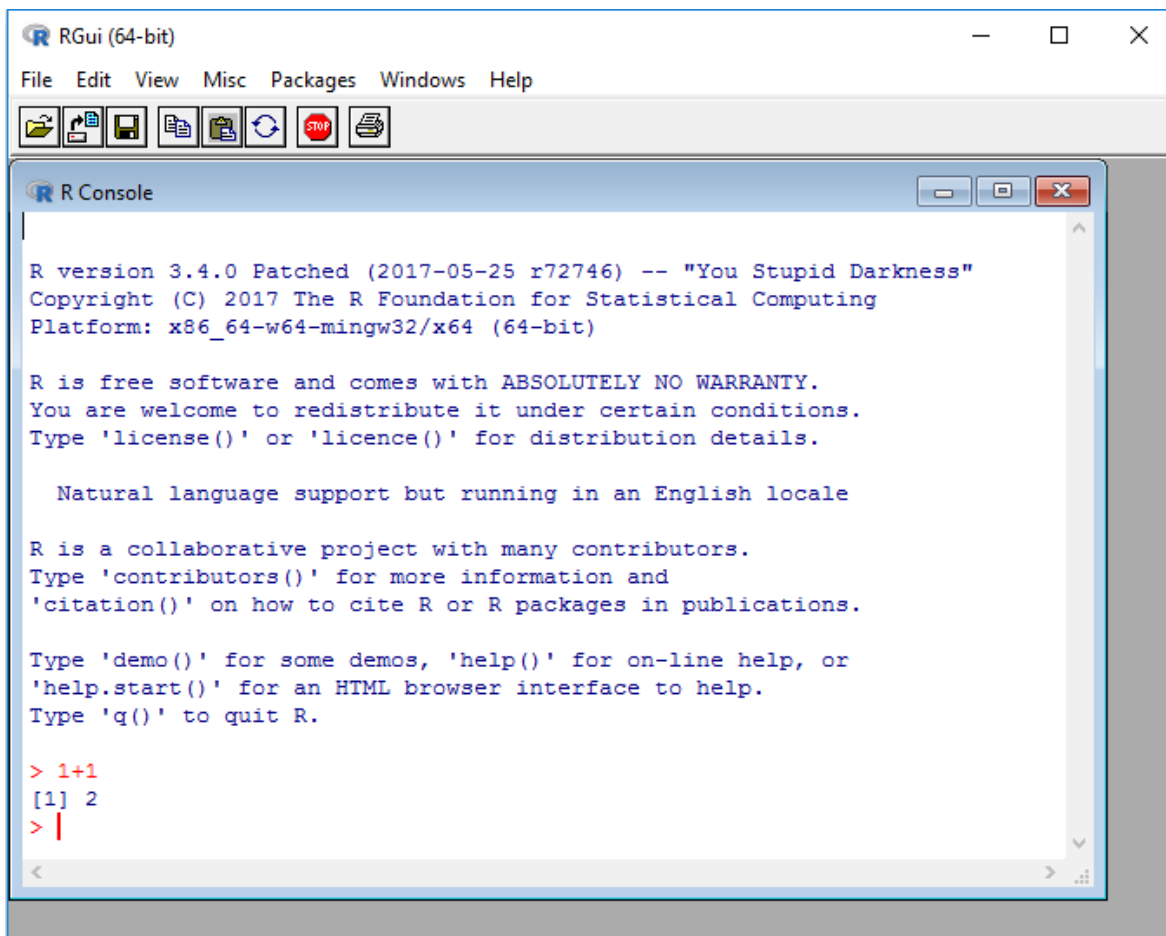 RGui (64-bit)
File Edit View Misc Packages Windows Help
STOP
R Console
R version 3.4.0 Patched (2017-05-25 r72746) -- "You Stupid Darkness"
Copyright (C) 2017 The R Foundation for Statistical Computing
Platform: x86_64-w64-mingw32/x64 (64-bit)
R is free software and comes with ABSOLUTELY NO WARRANTY.
You are welcome to redistribute it under certain conditions.
Type 'license()' or 'licence()' for distribution details.
Natural language support but running in an English locale
R is a collaborative project with many contributors.
Type 'contributors()' for more information and
'citation()' on how to cite R or R packages in publications.
Type 'demo()' for some demos, 'help()' for on-line help, or
'help.start()' for an HTML browser interface to help.
Type 'q()' to quit R.
> 1+1
[1] 2
>